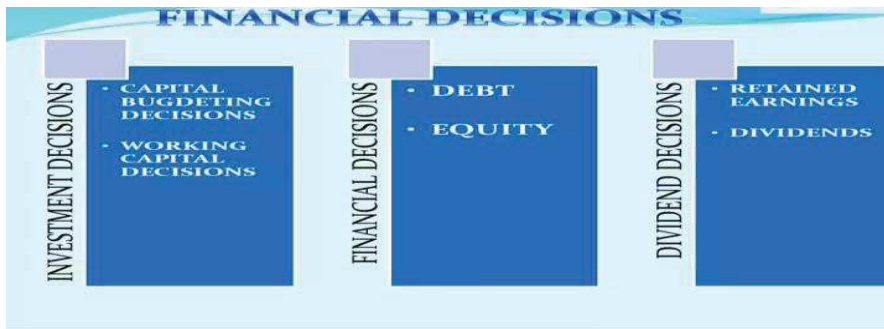 FINANCIAL DECISIONS
INVESTMENT DECISIONS
• CAPITAL
BUGDETING
DECISIONS
• WORKING
CAPITAL
DECISIONS
FINANCIAL DECISIONS
• DEBT
• EQUITY
DIVIDEND DECISIONS
• RETAINED
EARNINGS
• DIVIDENDS